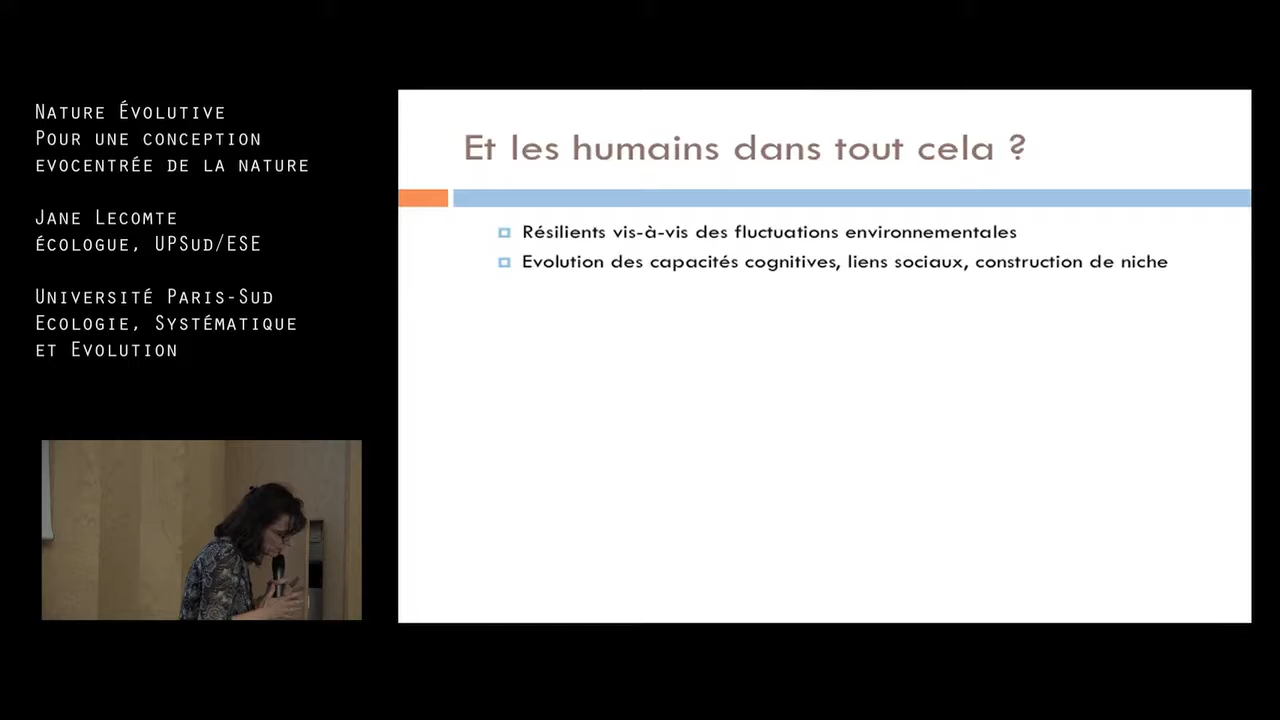 Nature Évolutive
Pour une conception
evocentrée de la nature
Jane Lecomte
écologue, UPSud/ESE
Université Paris-Sud
Ecologie, Systématique
et Evolution
Et les humains dans tout cela ?
Résilients vis-à-vis des fluctuations environnementales
Evolution des capacités cognitives, liens sociaux, construction de niche